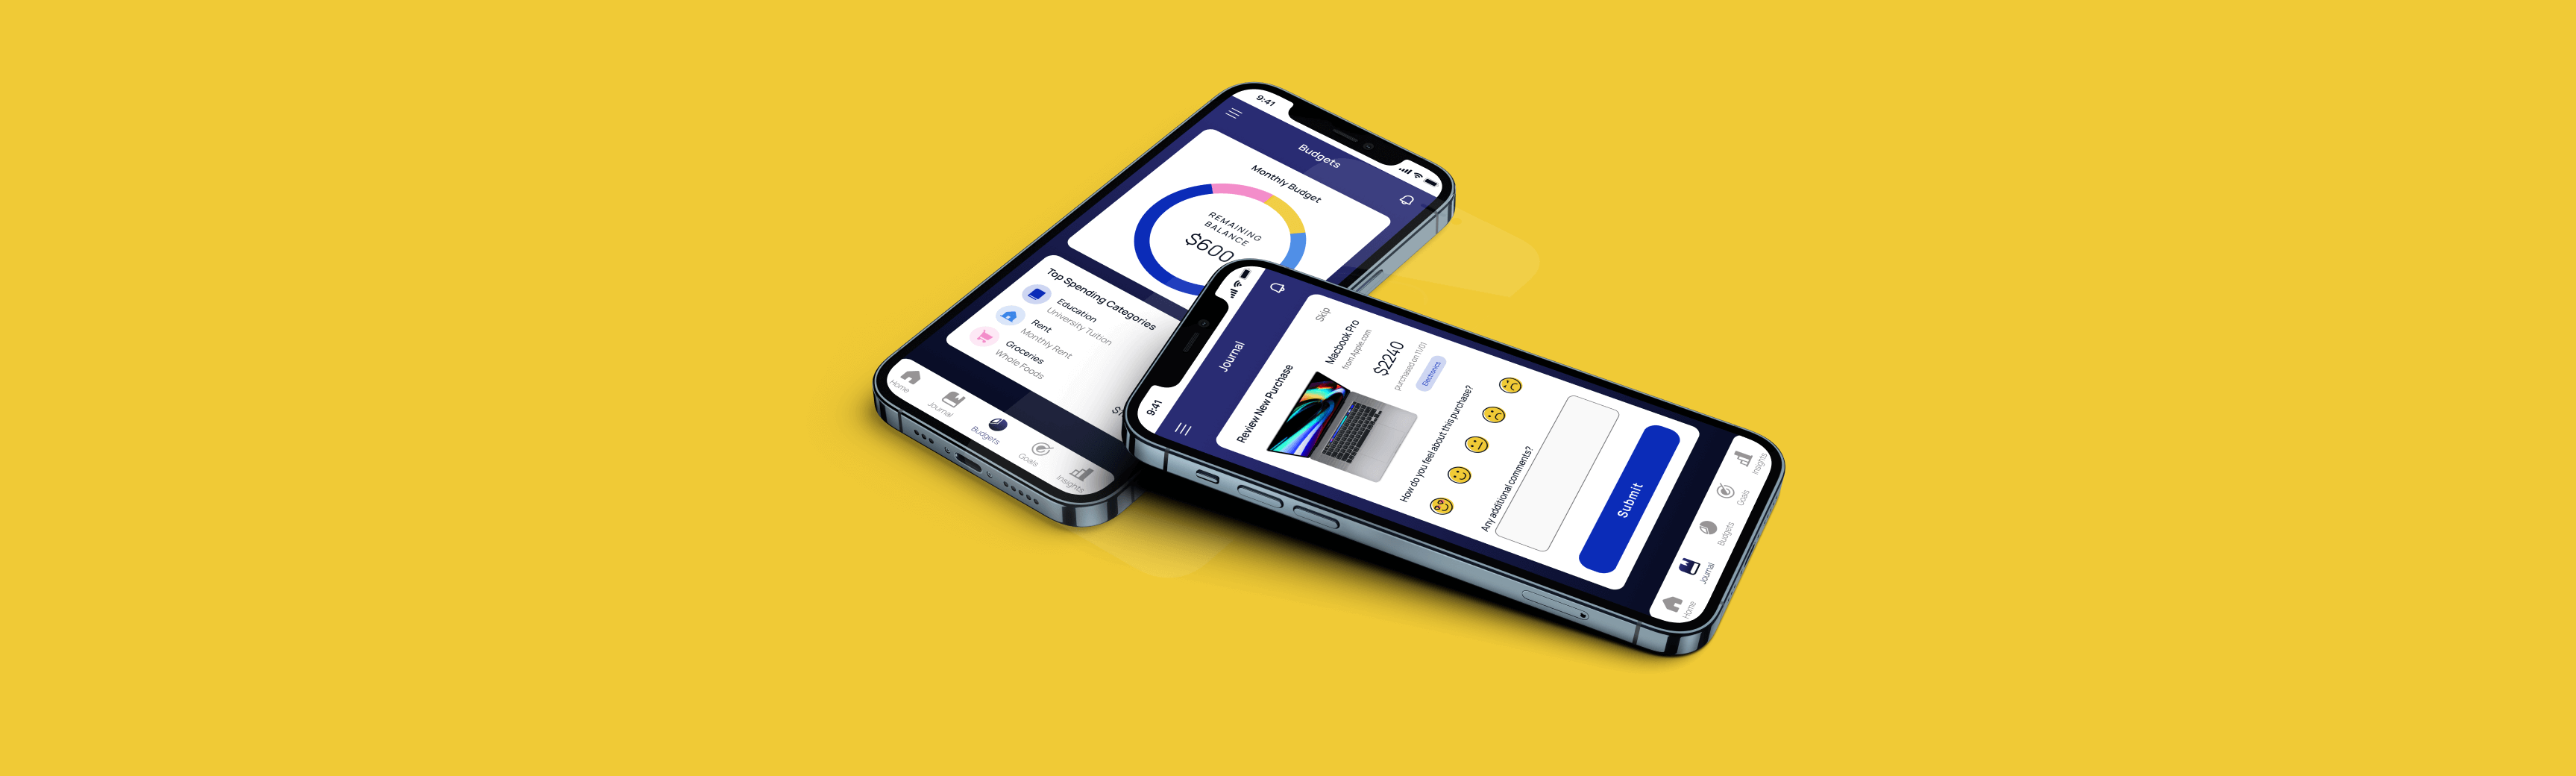 9:41
Budgets
Monthly Budget
REMAINING
BALANCE
$600
Top Spending Categories
Education
University Tuition
Rent
Monthly Rent
Groceries
Whole Foods
Home
Journal
Budgets
Goals
Insights
9:41
Journal
Skip
Review New Purchase
Macbook Pro
from Apple.com
$2240
purchased on 11/01
Electronics
How do you feel about this purchase?
Any additional comments?
Submit
Home
Journal
Budgets
Goals
Insights